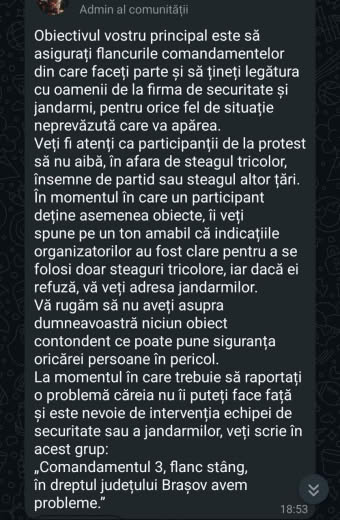 Admin al comunității
Obiectivul vostru principal este să
asigurați flancurile comandamentelor
din care faceți parte și să țineți legătura
cu oamenii de la firma de securitate și
jandarmi, pentru orice fel de situație
neprevăzută care va apărea.
Veți fi atenți ca participanții de la protest
să nu aibă, în afara de steagul tricolor,
însemne de partid sau steagul altor țări.
În momentul în care un participant
deține asemenea obiecte, îi veți
spune pe un ton amabil că indicațiile
organizatorilor au fost clare pentru a se
folosi doar steaguri tricolore, iar dacă ei
refuză, vă veți adresa jandarmilor.
Vă rugăm să nu aveți asupra
dumneavoastră niciun obiect
contondent ce poate pune siguranța
oricărei persoane în pericol.
La momentul în care trebuie să raportați
o problemă căreia nu îi puteți face față
și este nevoie de intervenția echipei de
securitate sau a jandarmilor, veți scrie în
acest grup:
„Comandamentul 3, flanc stâng,
în dreptul județului Brașov avem
probleme.”
18:53